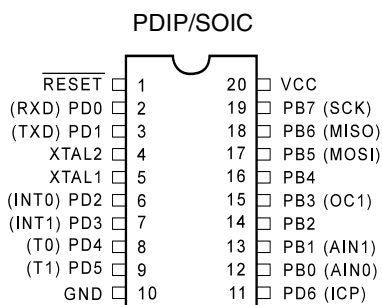 PDIP/SOIC
RESET 1 20 VCC
(RXD) PD0 2 19 PB7 (SCK)
(TXD) PD1 3 18 PB6 (MISO)
XTAL2 4 17 PB5 (MOSI)
XTAL1 5 16 PB4
(INT0) PD2 6 15 PB3 (OC1)
(INT1) PD3 7 14 PB2
(T0) PD4 8 13 PB1 (AIN1)
(T1) PD5 9 12 PB0 (AIN0)
GND 10 11 PD6 (ICP)